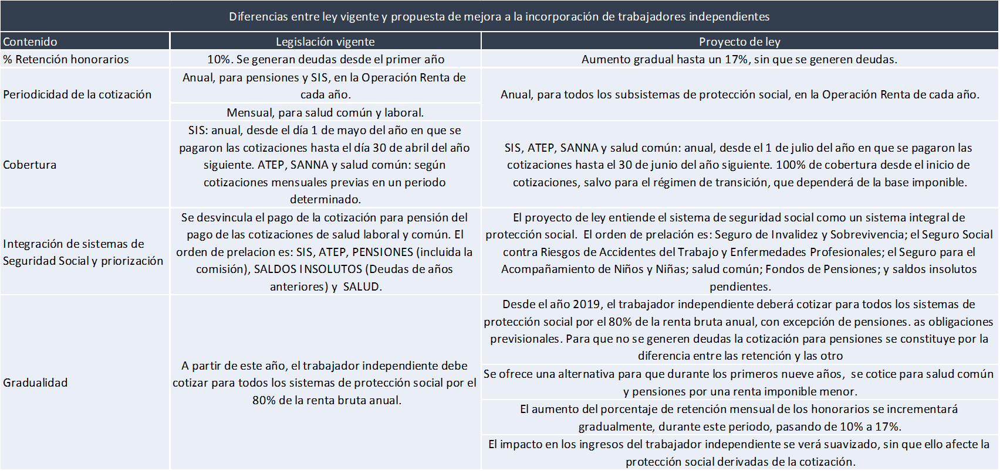 Diferencias entre ley vigente y propuesta de mejora a la incorporación de trabajadores independientes
Contenido
Legislación vigente
Proyecto de ley
% Retención honorarios
10%. Se generan deudas desde el primer año
Aumento gradual hasta un 17%, sin que se generen deudas.
Periodicidad de la cotización
Anual, para pensiones y SIS, en la Operación Renta de
cada año.
Mensual, para salud común y laboral.
Anual, para todos los subsistemas de protección social, en la Operación Renta de cada año.
Cobertura
SIS: anual, desde el día 1 de mayo del año en que se
pagaron las cotizaciones hasta el día 30 de abril del año
siguiente. ATEP, SANNA y salud común: según
cotizaciones mensuales previas en un periodo
determinado.
SIS, ATEP, SANNA y salud común: anual, desde el 1 de julio del año en que se pagaron las
cotizaciones hasta el 30 de junio del año siguiente. 100% de cobertura desde el inicio de
cotizaciones, salvo para el régimen de transición, que dependerá de la base imponible.
Integración de sistemas de
Seguridad Social y priorización
Se desvincula el pago de la cotización para pensión del
pago de las cotizaciones de salud laboral y común. El
orden de prelacion es: SIS, ATEP, PENSIONES (incluida la
comisión), SALDOS INSOLUTOS (Deudas de años
anteriores) y  SALUD.
El proyecto de ley entiende el sistema de seguridad social como un sistema integral de
protección social.  El orden de prelación es: Seguro de Invalidez y Sobrevivencia; el Seguro Social
contra Riesgos de Accidentes del Trabajo y Enfermedades Profesionales; el Seguro para el
Acompañamiento de Niños y Niñas; salud común; Fondos de Pensiones; y saldos insolutos
pendientes.
Gradualidad
A partir de este año, el trabajador independiente debe
cotizar para todos los sistemas de protección social por el
80% de la renta bruta anual.
Desde el año 2019, el trabajador independiente deberá cotizar para todos los sistemas de
protección social por el 80% de la renta bruta anual, con excepción de pensiones. as obligaciones
previsionales. Para que no se generen deudas la cotización para pensiones se constituye por la
diferencia entre las retención y las otro
Se ofrece una alternativa para que durante los primeros nueve años,  se cotice para salud común
y pensiones por una renta imponible menor.
El aumento del porcentaje de retención mensual de los honorarios se incrementará
gradualmente, durante este periodo, pasando de 10% a 17%.
El impacto en los ingresos del trabajador independiente se verá suavizado, sin que ello afecte la
protección social derivadas de la cotización.